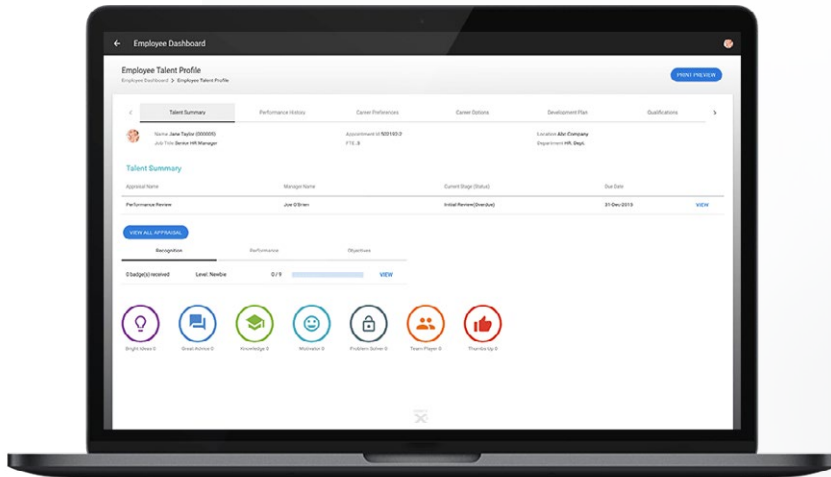 Employee Dashboard
Employee Talent Profile
Employee Dashboard > Employee Talent Profile
PRINT PREVIEW
Talent Summary
Performance History
Career Preferences
Career Options
Development Plan
Qualifications
Name Jane Taylor (000005)
Job Title Senior HR Manager
Location Abc Company
Department HR. Dept.
Talent Summary
Appraisal Name
Manager Name
Current Stage (Status)
Due Date
Performance Review
Joe O'Brien
Initial Review(Overdue)
31-Dec-2015
VIEW
VIEW ALL APPRAISAL
Recognition
Performance
Objectives
0 badge(s) received
Level: Newbie
0 / 9
VIEW
Bright Ideas 0
Great Advice 0
Knowledge 0
Motivator 0
Problem Solver 0
Team Player 0
Thumbs Up 0